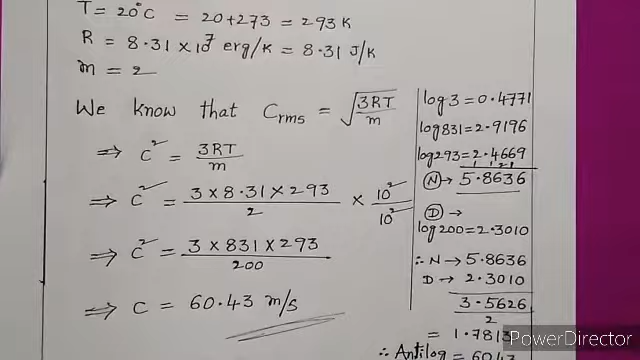 T = 20°C = 20+273 = 293 K
R = 8.31 ×10⁷ erg/K = 8.31 J/K
m = 2
We know that Crms = √3RT/m
⇒ C² = 3RT/m
⇒ C² = 3 × 8.31 × 293/2 × 10²/10²
⇒ C² = 3 × 831 × 293/200
⇒ C = 60.43 m/s
log 3 = 0.4771
log 831 = 2.9196
log 293 = 2.4669
Ⓝ → 5.8636
Ⓓ →
log 200 = 2.3010
∴ N → 5.8636
D → 2.3010
3.5626/2
= 1.7813
∴ Antilog = 6043
PowerDirector